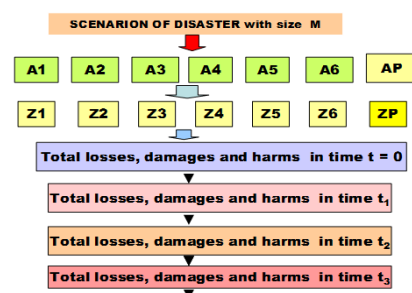 SCENARION OF DISASTER with size M
A1 A2 A3 A4 A5 A6 AP
Z1 Z2 Z3 Z4 Z5 Z6 ZP
Total losses, damages and harms in time t = 0
Total losses, damages and harms in time t₁
Total losses, damages and harms in time t₂
Total losses, damages and harms in time t₃